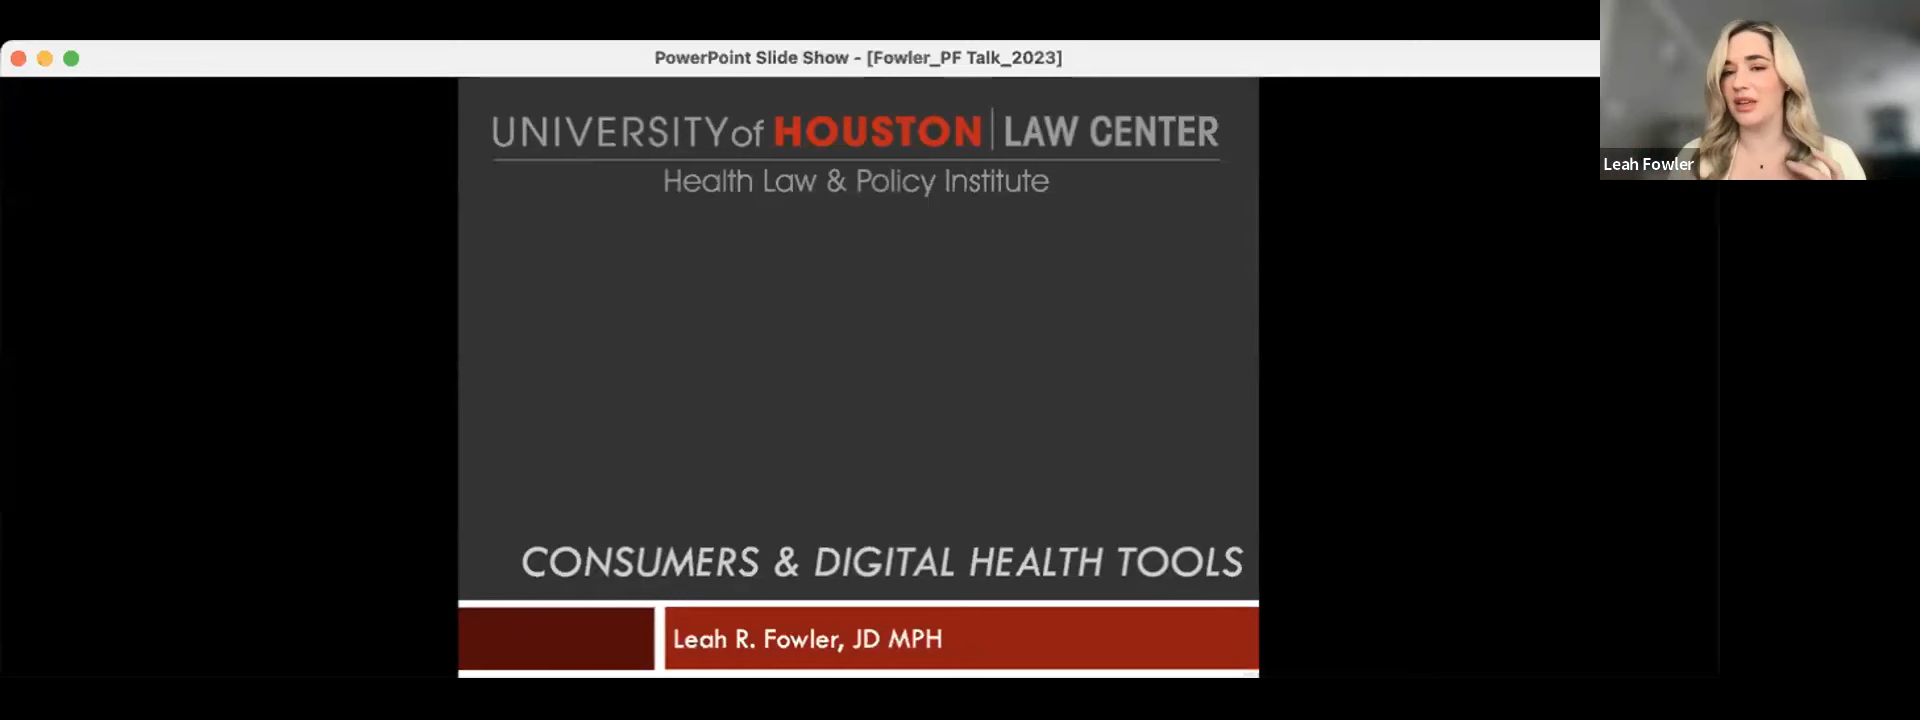 PowerPoint Slide Show - [Fowler_PF Talk_2023]
Leah Fowler
UNIVERSITY of HOUSTON | LAW CENTER
Health Law & Policy Institute
CONSUMERS & DIGITAL HEALTH TOOLS
Leah R. Fowler, JD MPH